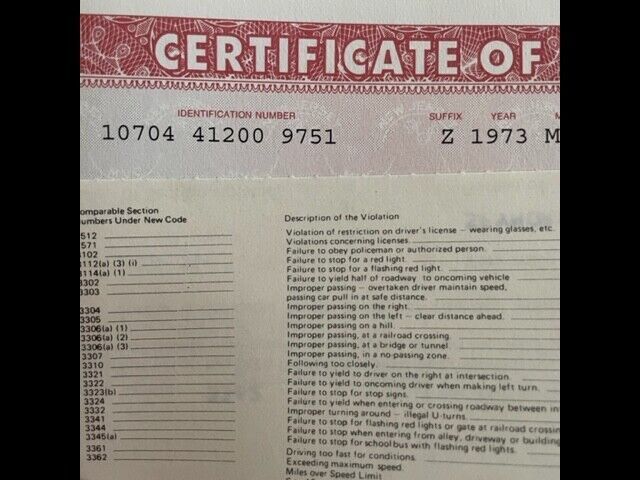 CERTIFICATE OF
IDENTIFICATION NUMBER SUFFIX YEAR M
10704 41200 9751 Z 1973 M
omparable Section
umbers Under New Code
Description of the Violation
512
571
102
112(a) (3) (i)
114(a) (1)
3302
3303
3304
3305
3306(a) (1)
3306(a) (2)
3306(a) (3)
3307
3310
3321
3322
3323(b)
3324
3332
3341
3344
3345(a)
3361
3362
Violation of restriction on driver's license – wearing glasses, etc.
Violations concerning licenses.
Failure to obey policeman or authorized person.
Failure to stop for a red light.
Failure to stop for a flashing red light.
Failure to yield half of roadway to oncoming vehicle
Improper passing – overtaken driver maintain speed,
passing car pull in at safe distance.
Improper passing on the right.
Improper passing on the left – clear distance ahead.
Improper passing on a hill.
Improper passing, at a railroad crossing.
Improper passing, at a bridge or tunnel.
Improper passing, in a no-passing zone.
Following too closely.
Failure to yield to driver on the right at intersection.
Failure to yield to oncoming driver when making left turn.
Failure to stop for stop signs.
Failure to yield when entering or crossing roadway between in
Improper turning around – illegal U-turns.
Failure to stop for flashing red lights or gate at railroad crossin
Failure to stop when entering from alley, driveway or building
Failure to stop for school bus with flashing red lights.
Driving too fast for conditions.
Exceeding maximum speed.
Miles over Speed Limit